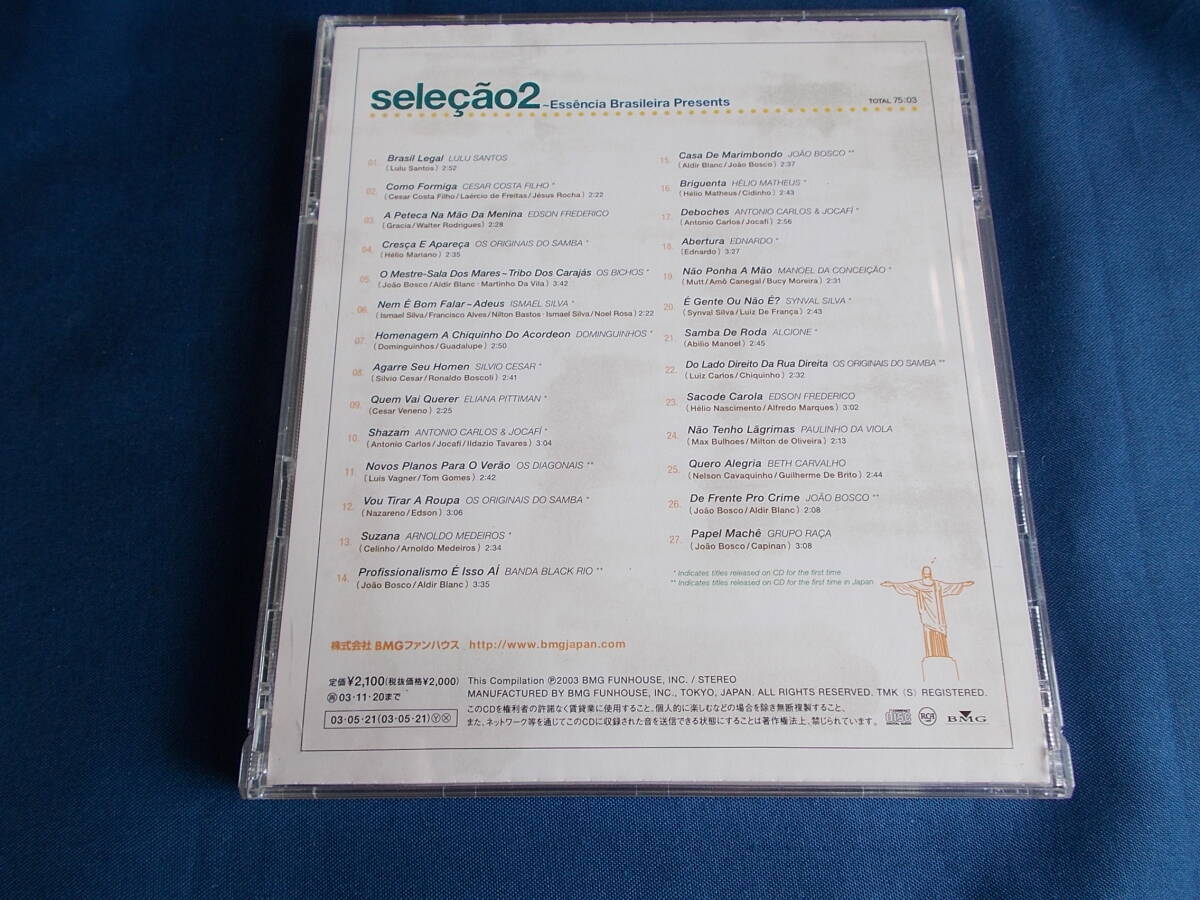 seleção2 ~Essência Brasileira Presents
TOTAL 75:03
01. Brasil Legal LULU SANTOS
(Lulu Santos) 2:52
02. Como Formiga CESAR COSTA FILHO *
(Cesar Costa Filho/Laércio de Freitas/Jésus Rocha) 2:22
03. A Peteca Na Mão Da Menina EDSON FREDERICO
(Gracia/Walter Rodrigues) 2:28
04. Cresça E Apareça OS ORIGINAIS DO SAMBA *
(Hélio Mariano) 2:35
05. O Mestre-Sala Dos Mares~Tribo Dos Carajás OS BICHOS *
(João Bosco/Aldir Blanc・Martinho Da Vila) 3:42
06. Nem É Bom Falar~Adeus ISMAEL SILVA *
(Ismael Silva/Francisco Alves/Nilton Bastos・Ismael Silva/Noel Rosa) 2:22
07. Homenagem A Chiquinho Do Acordeon DOMINGUINHOS *
(Dominguinhos/Guadalupe) 2:50
08. Agarre Seu Homen SILVIO CESAR *
(Silvio Cesar/Ronaldo Boscoli) 2:41
09. Quem Vai Querer ELIANA PITTIMAN *
(Cesar Veneno) 2:25
10. Shazam ANTONIO CARLOS & JOCAFÍ *
(Antonio Carlos/Jocafi/Ildazio Tavares) 3:04
11. Novos Planos Para O Verão OS DIAGONAIS **
(Luis Vagner/Tom Gomes) 2:42
12. Vou Tirar A Roupa OS ORIGINAIS DO SAMBA *
(Nazareno/Edson) 3:06
13. Suzana ARNOLDO MEDEIROS *
(Celinho/Arnoldo Medeiros) 2:34
14. Profissionalismo É Isso AÍ BANDA BLACK RIO **
(João Bosco/Aldir Blanc) 3:35
15. Casa De Marimbondo JOÃO BOSCO **
(Aldir Blanc/João Bosco) 2:37
16. Briguenta HÉLIO MATHEUS *
(Hélio Matheus/Cidinho) 2:43
17. Deboches ANTONIO CARLOS & JOCAFÍ *
(Antonio Carlos/Jocafi) 2:56
18. Abertura EDNARDO *
(Ednardo) 3:27
19. Não Ponha A Mão MANOEL DA CONCEIÇÃO *
(Mutt/Amô Canegal/Bucy Moreira) 2:31
20. É Gente Ou Não É? SYNVAL SILVA *
(Synval Silva/Luiz De França) 2:43
21. Samba De Roda ALCIONE *
(Abilio Manoel) 2:45
22. Do Lado Direito Da Rua Direita OS ORIGINAIS DO SAMBA **
(Luiz Carlos/Chiquinho) 2:32
23. Sacode Carola EDSON FREDERICO
(Hélio Nascimento/Alfredo Marques) 3:02
24. Não Tenho Lãgrimas PAULINHO DA VIOLA
(Max Bulhoes/Milton de Oliveira) 2:13
25. Quero Alegria BETH CARVALHO
(Nelson Cavaquinho/Guilherme De Brito) 2:44
26. De Frente Pro Crime JOÃO BOSCO **
(João Bosco/Aldir Blanc) 2:08
27. Papel Machê GRUPO RAÇA
(João Bosco/Capinan) 3:08
* Indicates titles released on CD for the first time
** Indicates titles released on CD for the first time in Japan
株式会社 BMGファンハウス http://www.bmgjapan.com
定価¥2,100(税抜価格¥2,000)
㋪03・11・20まで
03・05・21(03・05・21)Ⓨ Ⓧ
This Compilation ℗2003 BMG FUNHOUSE, INC. / STEREO
MANUFACTURED BY BMG FUNHOUSE, INC., TOKYO, JAPAN. ALL RIGHTS RESERVED. TMK (S) REGISTERED.
このCDを権利者の許諾なく賃貸業に使用すること、個人的に楽しむなどの場合を除き無断複製すること、
また、ネットワーク等を通じてこのCDに収録された音を送信できる状態にすることは著作権法上、禁じられています。
RCA
BMG